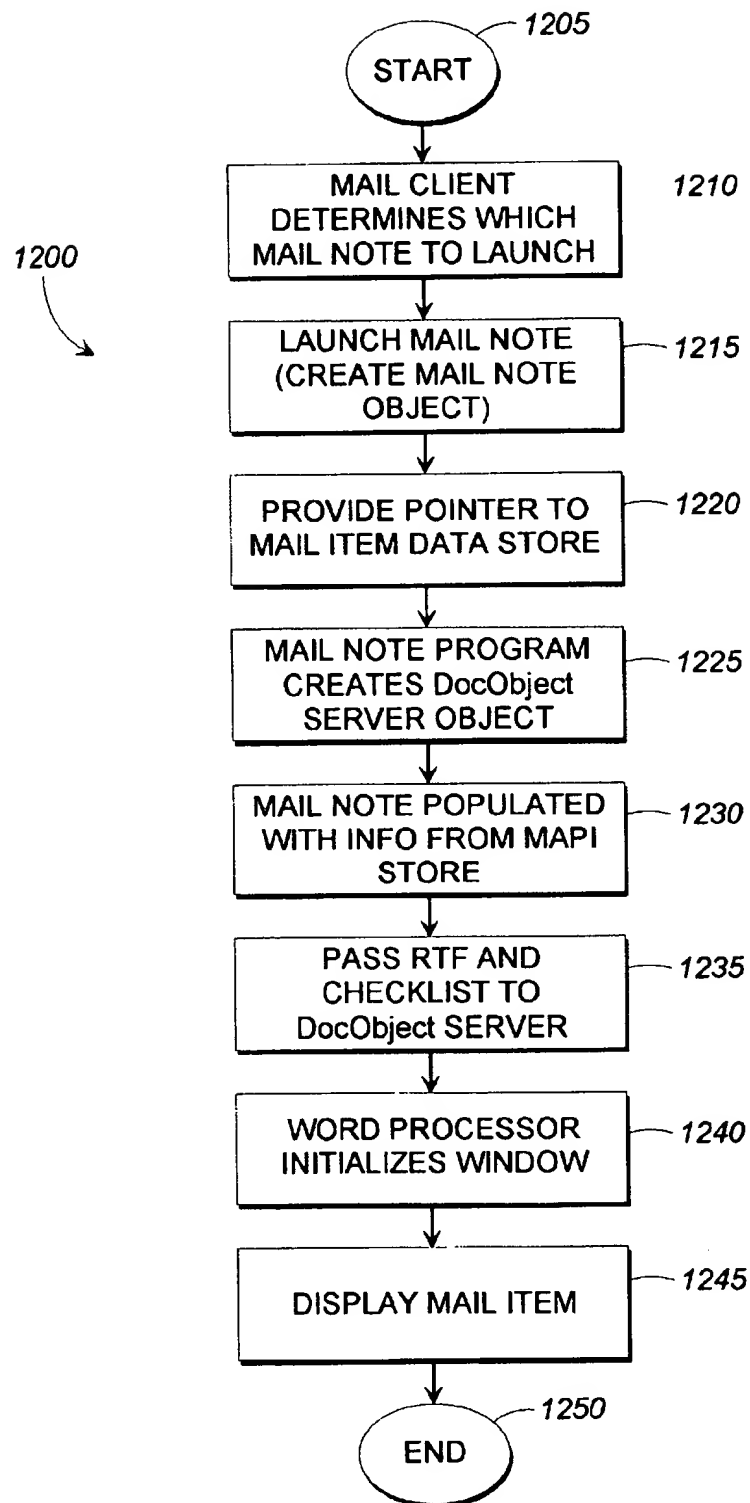 1205
START
MAIL CLIENT
DETERMINES WHICH
MAIL NOTE TO LAUNCH
1210
1200
LAUNCH MAIL NOTE
(CREATE MAIL NOTE
OBJECT)
1215
PROVIDE POINTER TO
MAIL ITEM DATA STORE
1220
MAIL NOTE PROGRAM
CREATES DocObject
SERVER OBJECT
1225
MAIL NOTE POPULATED
WITH INFO FROM MAPI
STORE
1230
PASS RTF AND
CHECKLIST TO
DocObject SERVER
1235
WORD PROCESSOR
INITIALIZES WINDOW
1240
DISPLAY MAIL ITEM
1245
1250
END